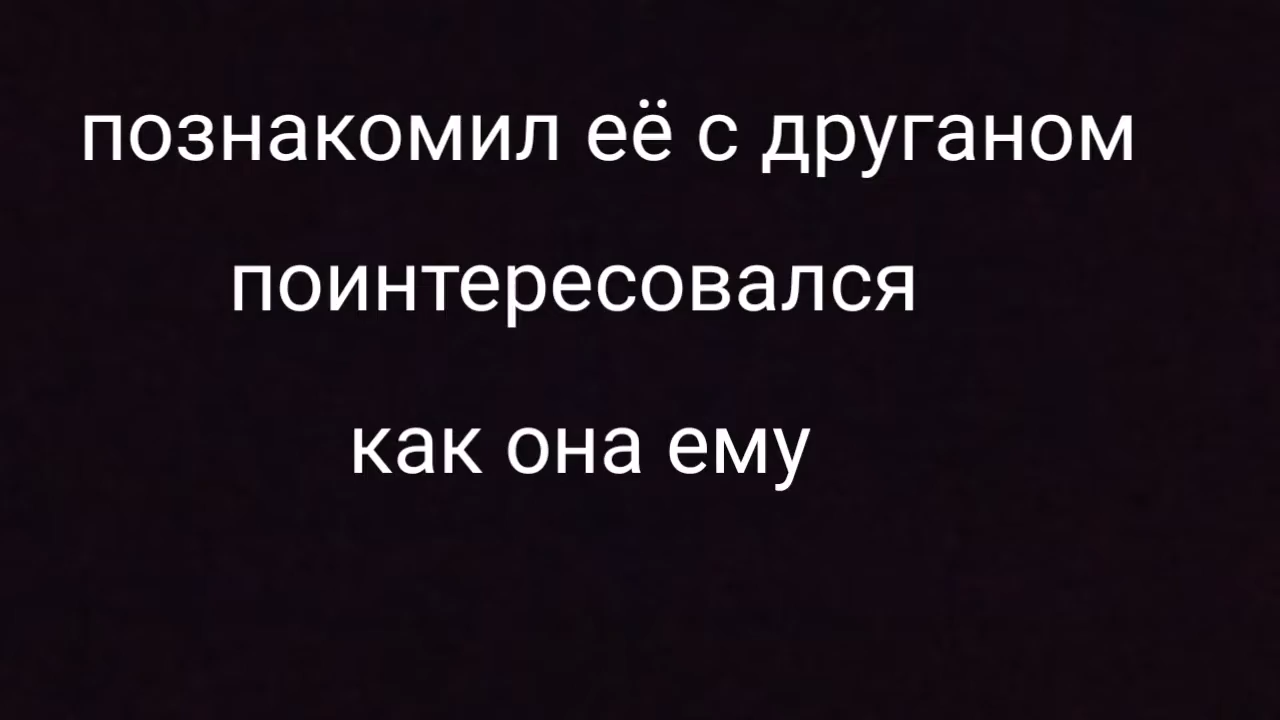 познакомил её с друганом
поинтересовался
как она ему